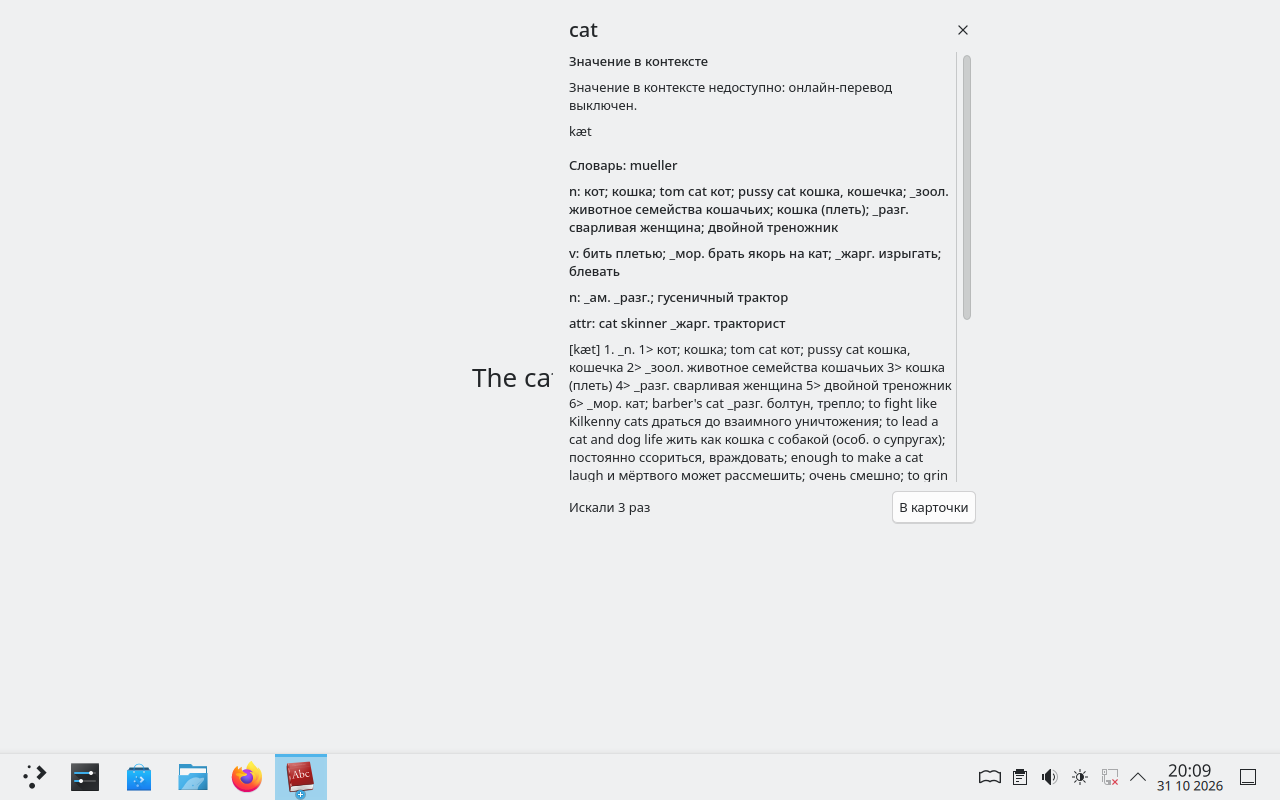 cat
Значение в контексте
Значение в контексте недоступно: онлайн-перевод
выключен.
kæt
Словарь: mueller
n: кот; кошка; tom cat кот; pussy cat кошка, кошечка; _зоол.
животное семейства кошачьих; кошка (плеть); _разг.
сварливая женщина; двойной треножник
v: бить плетью; _мор. брать якорь на кат; _жарг. изрыгать;
блевать
n: _ам. _разг.; гусеничный трактор
attr: cat skinner _жарг. тракторист
[kæt] 1. _n. 1> кот; кошка; tom cat кот; pussy cat кошка,
кошечка 2> _зоол. животное семейства кошачьих 3> кошка
(плеть) 4> _разг. сварливая женщина 5> двойной треножник
6> _мор. кат; barber's cat _разг. болтун, трепло; to fight like
Kilkenny cats драться до взаимного уничтожения; to lead a
cat and dog life жить как кошка с собакой (особ. о супругах);
постоянно ссориться, враждовать; enough to make a cat
laugh и мёртвого может рассмешить; очень смешно; to grin
The ca
Искали 3 раз
В карточки
Abc
20:09
31 10 2026